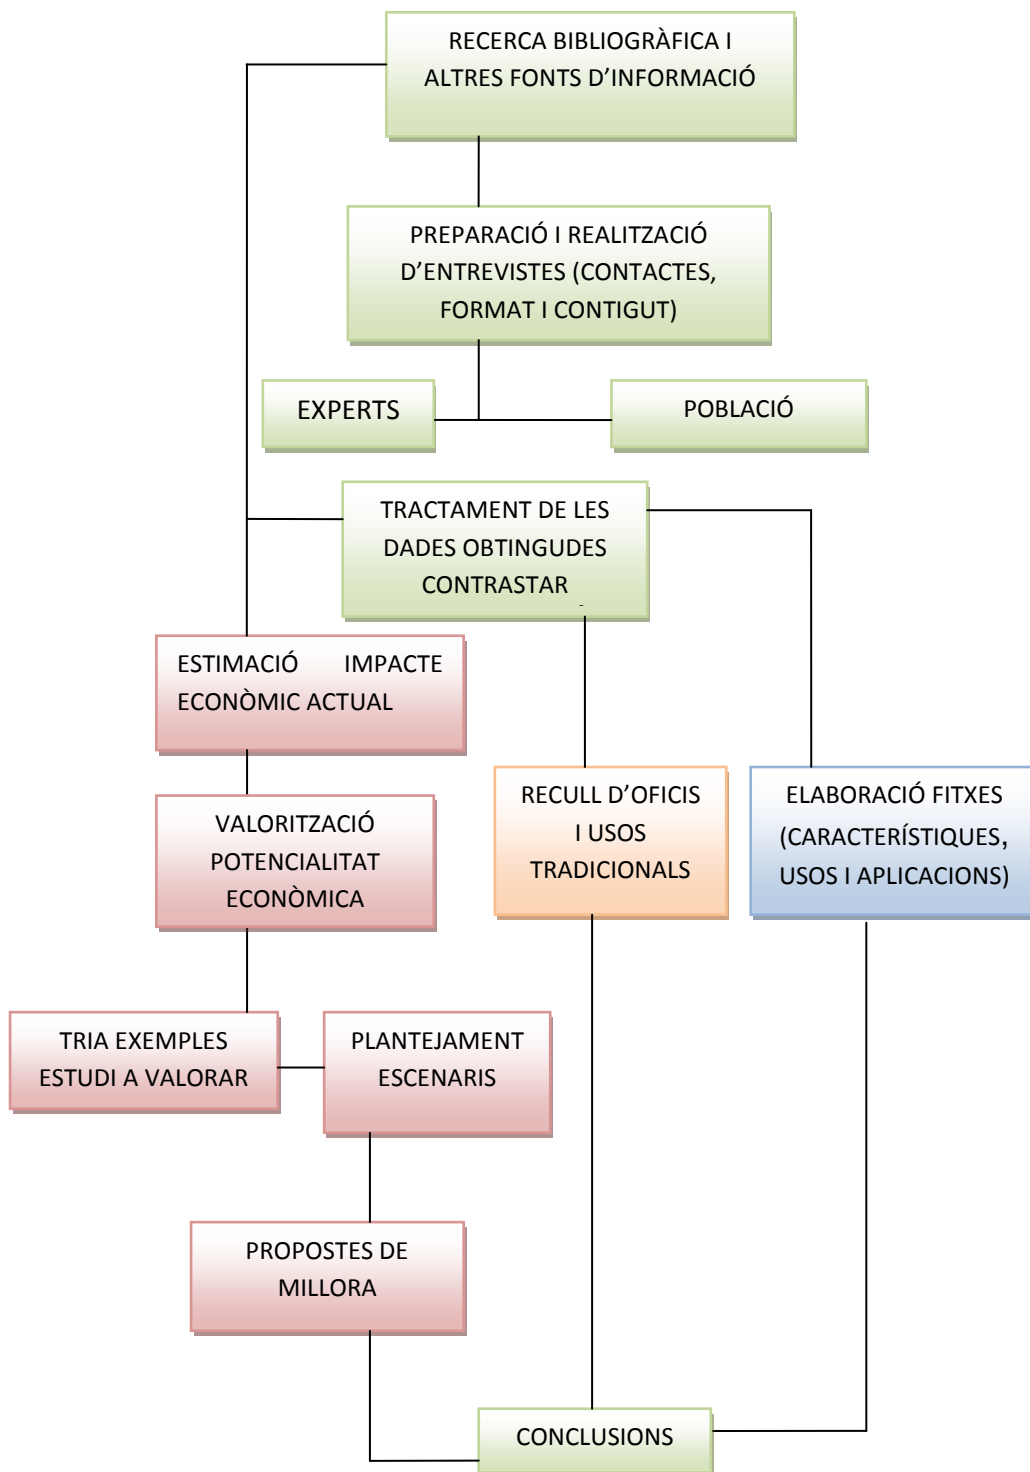 RECERCA BIBLIOGRÀFICA I
ALTRES FONTS D’INFORMACIÓ
PREPARACIÓ I REALITZACIÓ
D’ENTREVISTES (CONTACTES,
FORMAT I CONTIGUT)
EXPERTS
POBLACIÓ
TRACTAMENT DE LES
DADES OBTINGUDES
CONTRASTAR
ESTIMACIÓ IMPACTE
ECONÒMIC ACTUAL
RECULL D’OFICIS
I USOS
TRADICIONALS
ELABORACIÓ FITXES
(CARACTERÍSTIQUES,
USOS I APLICACIONS)
VALORITZACIÓ
POTENCIALITAT
ECONÒMICA
TRIA EXEMPLES
ESTUDI A VALORAR
PLANTEJAMENT
ESCENARIS
PROPOSTES DE
MILLORA
CONCLUSIONS